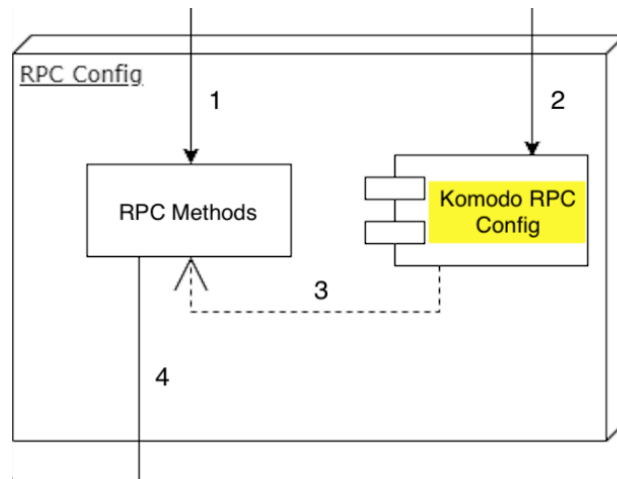 RPC Config
1
2
RPC Methods
Komodo RPC
Config
3
4